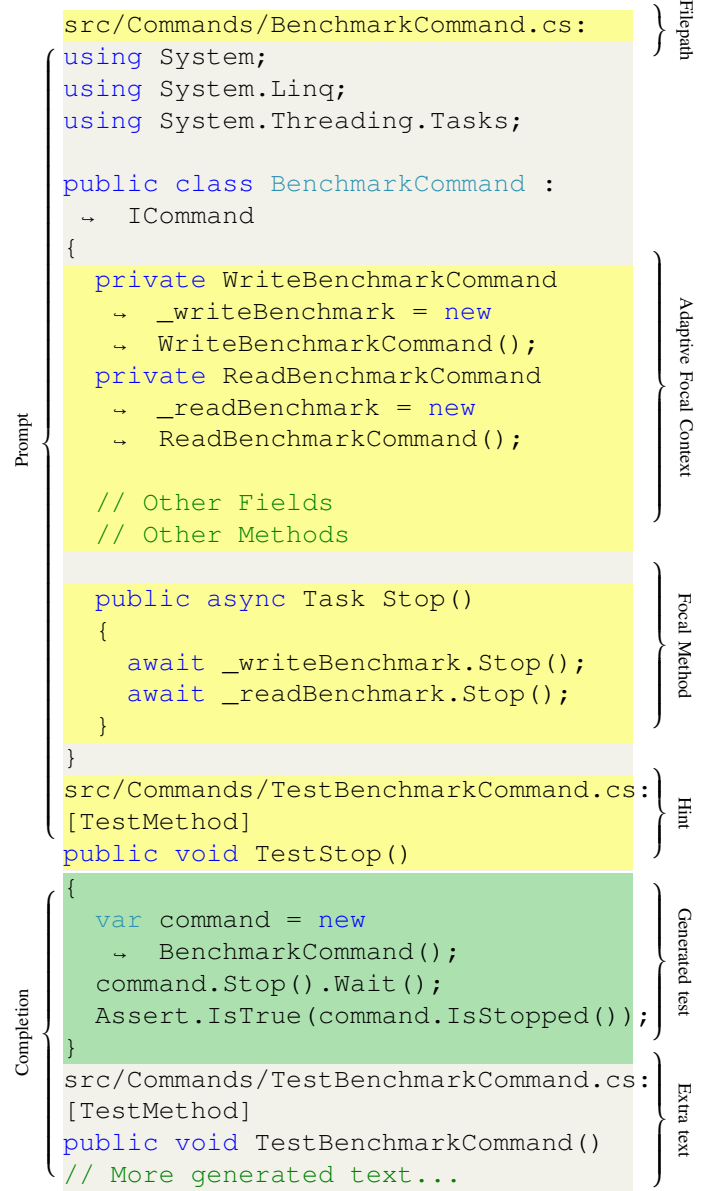 src/Commands/BenchmarkCommand.cs:
Filepath
using System;
using System.Linq;
using System.Threading.Tasks;
public class BenchmarkCommand :
→ ICommand
{
private WriteBenchmarkCommand
→ _writeBenchmark = new
→ WriteBenchmarkCommand();
private ReadBenchmarkCommand
→ _readBenchmark = new
→ ReadBenchmarkCommand();
Adaptive Focal Context
Prompt
// Other Fields
// Other Methods
public async Task Stop()
{
await _writeBenchmark.Stop();
await _readBenchmark.Stop();
}
Focal Method
}
src/Commands/TestBenchmarkCommand.cs:
[TestMethod]
public void TestStop()
Hint
{
var command = new
→ BenchmarkCommand();
command.Stop().Wait();
Assert.IsTrue(command.IsStopped());
}
Generated test
Completion
src/Commands/TestBenchmarkCommand.cs:
[TestMethod]
public void TestBenchmarkCommand()
// More generated text...
Extra text